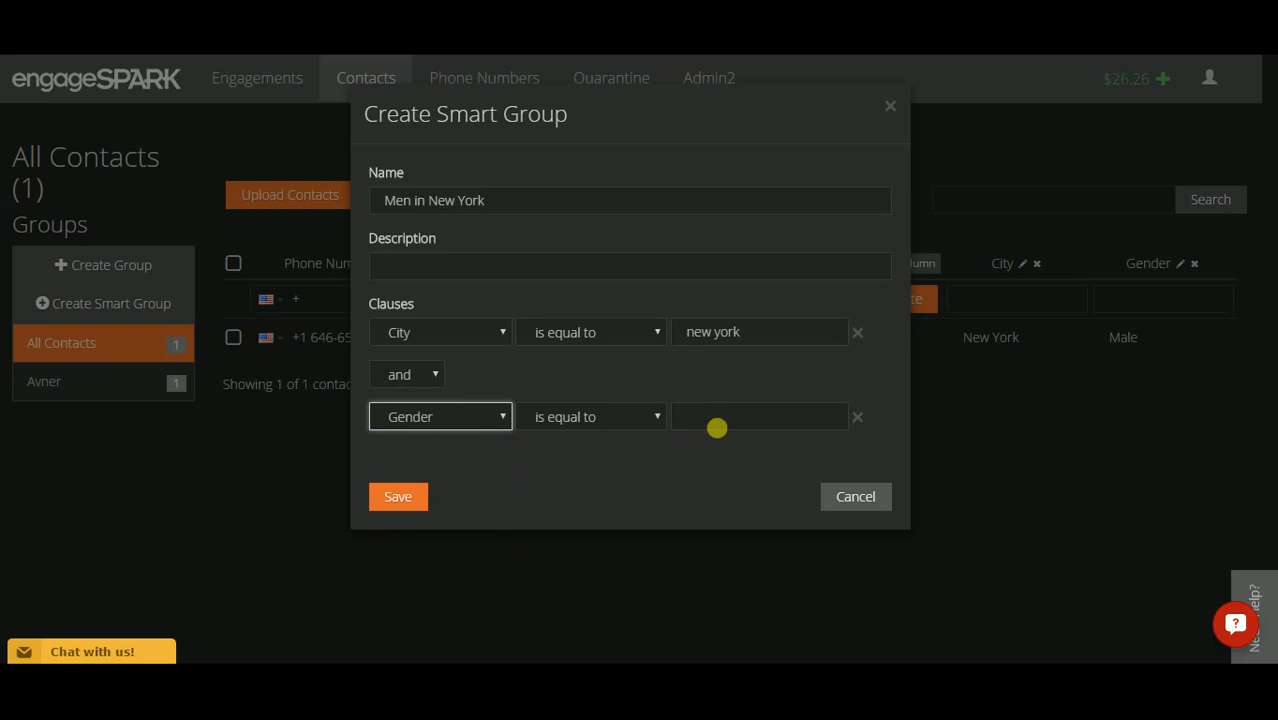 engageSPARK Engagements Contacts Phone Numbers Quarantine Admin2 $26.26
Create Smart Group
All Contacts
(1)
Groups
Create Group
Create Smart Group
All Contacts 1
Avner 1
Upload Contacts
Search
Phone Num
City Gender
+
+1 646-65
New York Male
Showing 1 of 1 contac
Name
Men in New York
Description
Clauses
City is equal to new york
and
Gender is equal to
Save Cancel
Chat with us!